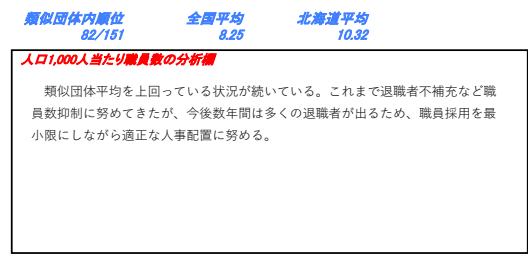 類似団体内順位 全国平均 北海道平均
82/151 8.25 10.32
人口1,000人当たり職員数の分析欄
類似団体平均を上回っている状況が続いている。これまで退職者不補充など職
員数抑制に努めてきたが、今後数年間は多くの退職者が出るため、職員採用を最
小限にしながら適正な人事配置に努める。